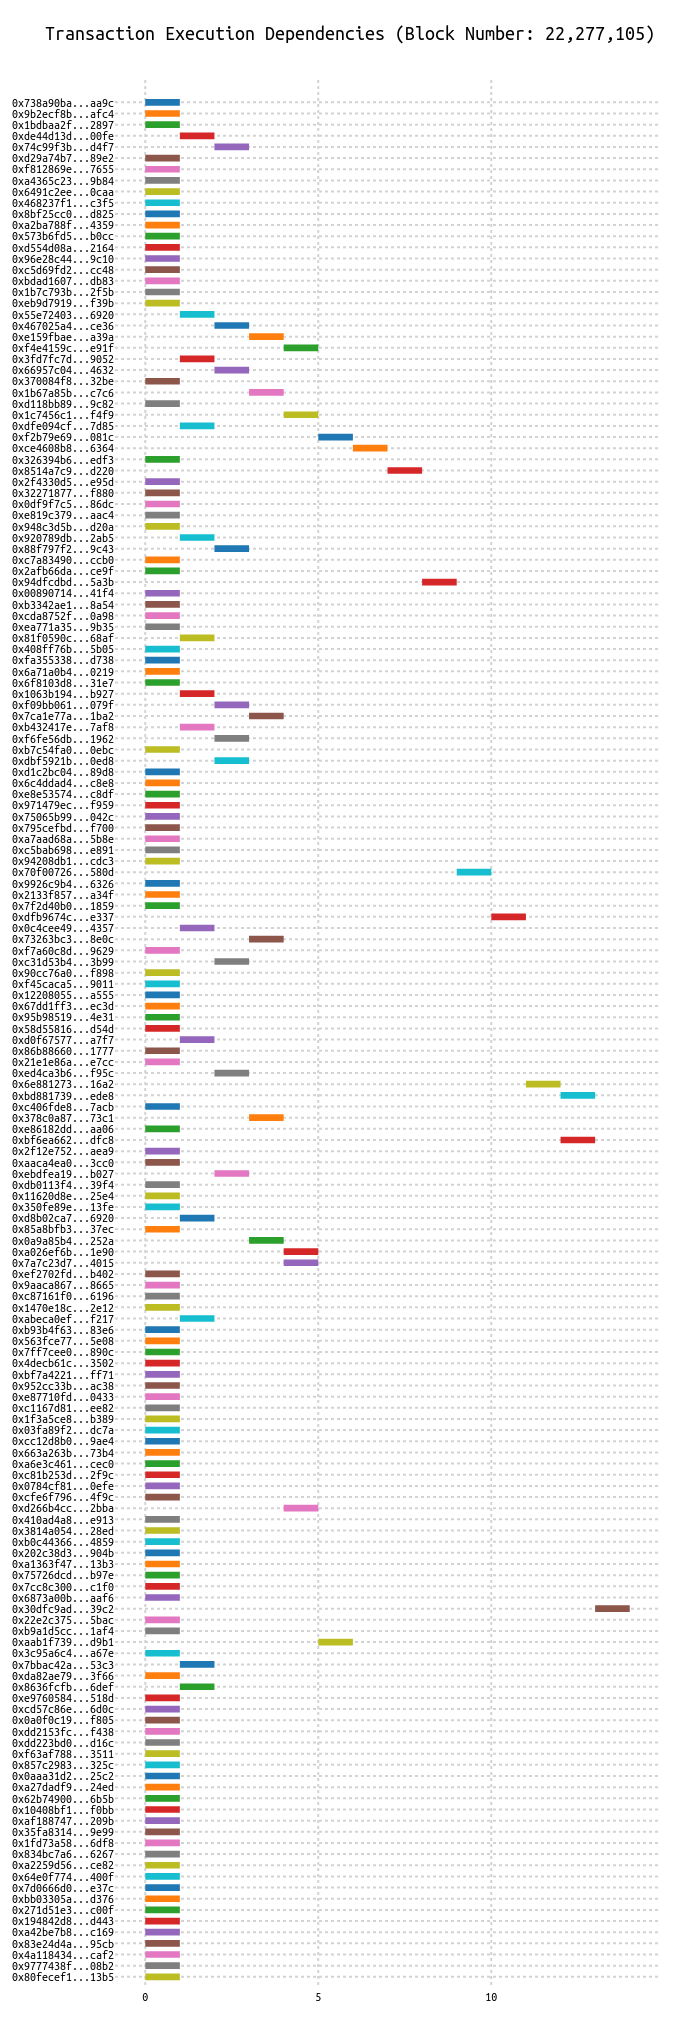 Transaction Execution Dependencies (Block Number: 22,277,105)
0x738a90ba...aa9c
0x9b2ecf8b...afc4
0x1bdbaa2f...2897
0xde44d13d...00fe
0x74c99f3b...d4f7
0xd29a74b7...89e2
0xf812869e...7655
0xa4365c23...9b84
0x6491c2ee...0caa
0x468237f1...c3f5
0x8bf25cc0...d825
0xa2ba788f...4359
0x573b6fd5...b0cc
0xd554d08a...2164
0x96e28c44...9c10
0xc5d69fd2...cc48
0xbdad1607...db83
0x1b7c793b...2f5b
0xeb9d7919...f39b
0x55e72403...6920
0x467025a4...ce36
0xe159fbae...a39a
0xf4e4159c...e91f
0x3fd7fc7d...9052
0x66957c04...4632
0x370084f8...32be
0x1b67a85b...c7c6
0xd118bb89...9c82
0x1c7456c1...f4f9
0xdfe094cf...7d85
0xf2b79e69...081c
0xce4608b8...6364
0x326394b6...edf3
0x8514a7c9...d220
0x2f4330d5...e95d
0x32271877...f880
0x0df9f7c5...86dc
0xe819c379...aac4
0x948c3d5b...d20a
0x920789db...2ab5
0x88f797f2...9c43
0xc7a83490...ccb0
0x2afb66da...ce9f
0x94dfcdbd...5a3b
0x00890714...41f4
0xb3342ae1...8a54
0xcda8752f...0a98
0xea771a35...9b35
0x81f0590c...68af
0x408ff76b...5b05
0xfa355338...d738
0x6a71a0b4...0219
0x6f8103d8...31e7
0x1063b194...b927
0xf09bb061...079f
0x7ca1e77a...1ba2
0xb432417e...7af8
0xf6fe56db...1962
0xb7c54fa0...0ebc
0xdbf5921b...0ed8
0xd1c2bc04...89d8
0x6c4ddad4...c8e8
0xe8e53574...c8df
0x971479ec...f959
0x75065b99...042c
0x795cefbd...f700
0xa7aad68a...5b8e
0xc5bab698...e891
0x94208db1...cdc3
0x70f00726...580d
0x9926c9b4...6326
0x2133f857...a34f
0x7f2d40b0...1859
0xdfb9674c...e337
0x0c4cee49...4357
0x73263bc3...8e0c
0xf7a60c8d...9629
0xc31d53b4...3b99
0x90cc76a0...f898
0xf45caca5...9011
0x12208055...a555
0x67dd1ff3...ec3d
0x95b98519...4e31
0x58d55816...d54d
0xd0f67577...a7f7
0x86b88660...1777
0x21e1e86a...e7cc
0xed4ca3b6...f95c
0x6e881273...16a2
0xbd881739...ede8
0xc406fde8...7acb
0x378c0a87...73c1
0xe86182dd...aa06
0xbf6ea662...dfc8
0x2f12e752...aea9
0xaaca4ea0...3cc0
0xebdfea19...b027
0xdb0113f4...39f4
0x11620d8e...25e4
0x350fe89e...13fe
0xd8b02ca7...6920
0x85a8bfb3...37ec
0x0a9a85b4...252a
0xa026ef6b...1e90
0x7a7c23d7...4015
0xef2702fd...b402
0x9aaca867...8665
0xc87161f0...6196
0x1470e18c...2e12
0xabeca0ef...f217
0xb93b4f63...83e6
0x563fce77...5e08
0x7ff7cee0...890c
0x4decb61c...3502
0xbf7a4221...ff71
0x952cc33b...ac38
0xe87710fd...0433
0xc1167d81...ee82
0x1f3a5ce8...b389
0x03fa89f2...dc7a
0xcc12d8b0...9ae4
0x663a263b...73b4
0xa6e3c461...cec0
0xc81b253d...2f9c
0x0784cf81...0efe
0xcfe6f796...4f9c
0xd266b4cc...2bba
0x410ad4a8...e913
0x3814a054...28ed
0xb0c44366...4859
0x202c38d3...904b
0xa1363f47...13b3
0x75726dcd...b97e
0x7cc8c300...c1f0
0x6873a00b...aaf6
0x30dfc9ad...39c2
0x22e2c375...5bac
0xb9a1d5cc...1af4
0xaab1f739...d9b1
0x3c95a6c4...a67e
0x7bbac42a...53c3
0xda82ae79...3f66
0x8636fcfb...6def
0xe9760584...518d
0xcd57c86e...6d0c
0x0a0f0c19...f805
0xdd2153fc...f438
0xdd223bd0...d16c
0xf63af788...3511
0x857c2983...325c
0x0aaa31d2...25c2
0xa27dadf9...24ed
0x62b74900...6b5b
0x10408bf1...f0bb
0xaf188747...209b
0x35fa8314...9e99
0x1fd73a58...6df8
0x834bc7a6...6267
0xa2259d56...ce82
0x64e0f774...400f
0x7d0666d0...e37c
0xbb03305a...d376
0x271d51e3...c00f
0x194842d8...d443
0xa42be7b8...c169
0x83e24d4a...95cb
0x4a118434...caf2
0x9777438f...08b2
0x80fecef1...13b5
0 5 10